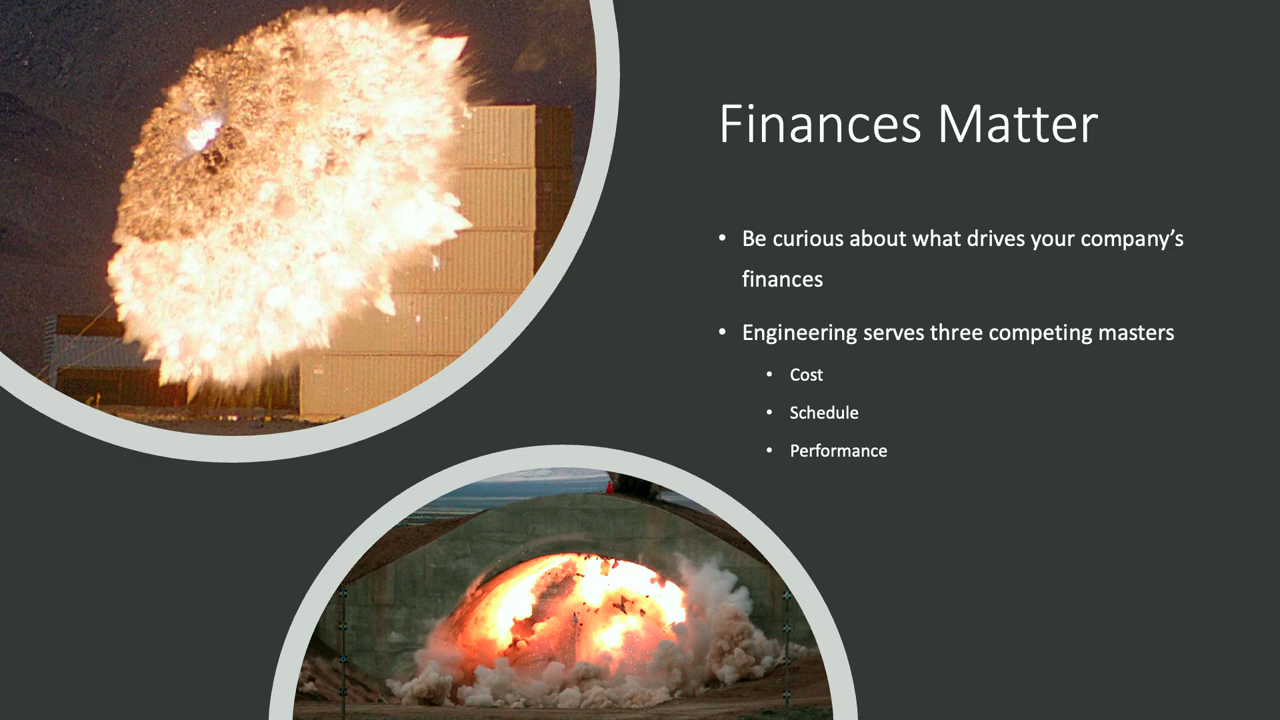 Finances Matter
• Be curious about what drives your company’s
finances
• Engineering serves three competing masters
• Cost
• Schedule
• Performance